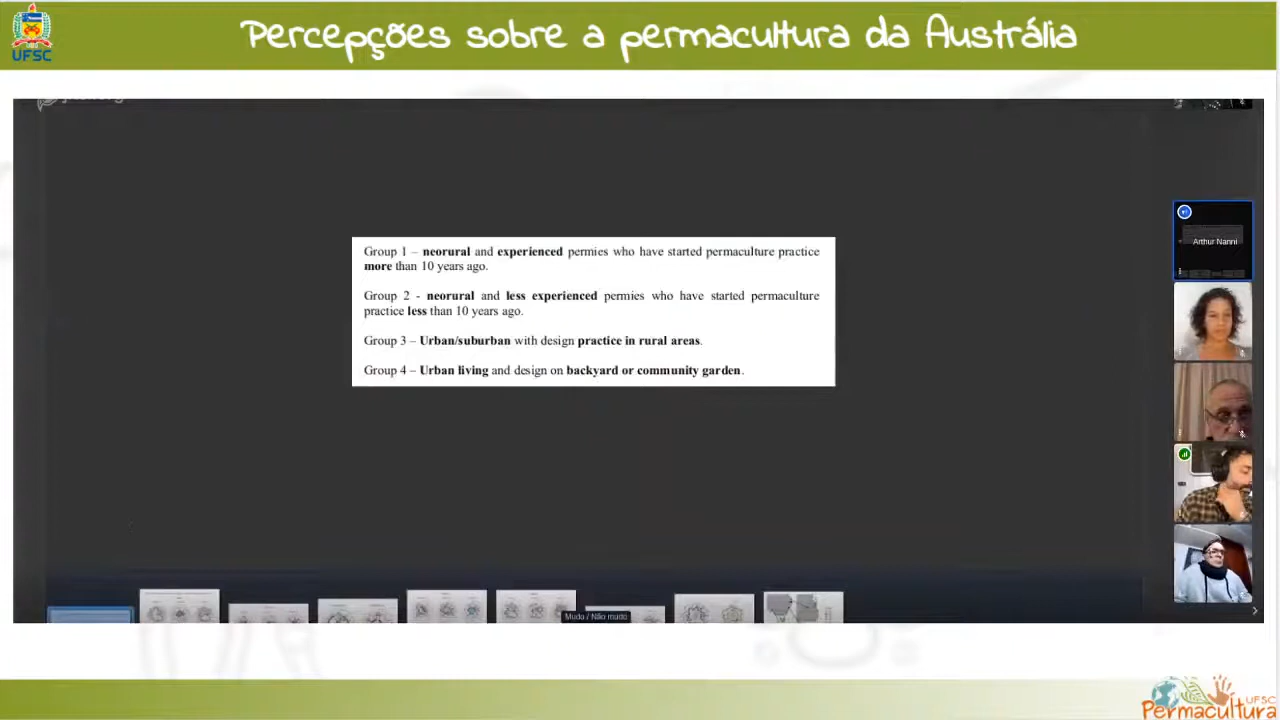 UFSC
Percepções sobre a permacultura da Austrália
Group 1 – neorural and experienced permies who have started permaculture practice
more than 10 years ago.
Group 2 - neorural and less experienced permies who have started permaculture
practice less than 10 years ago.
Group 3 – Urban/suburban with design practice in rural areas.
Group 4 – Urban living and design on backyard or community garden.
Arthur Nanni
Mudo / Não mudo
UFSC
Permacultura